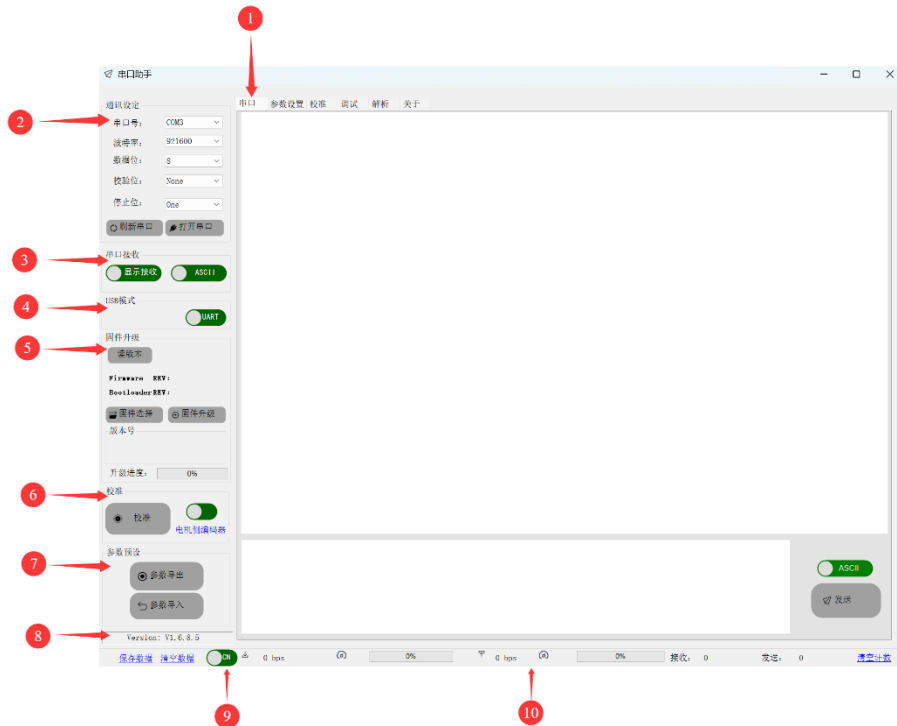 1
串口助手
串口 参数设置 校准 调试 解析 关于
通讯设定
2
串口号： COM3
波特率： 921600
数据位： 8
校验位： None
停止位： One
刷新串口 打开串口
3
串口接收
显示接收 ASCII
4
USB模式
UART
固件升级
5
读版本
Firmware REV:
BootloaderREV:
固件选择 固件升级
版本号
升级进度： 0%
6
校准
校准
电机侧编码器
7
参数预设
参数导出
参数导入
ASCII
发送
8
Version: V1.6.8.5
保存数据 清空数据 CN 0 bps 0% 0 bps 0% 接收： 0 发送： 0 清空计数
9
10